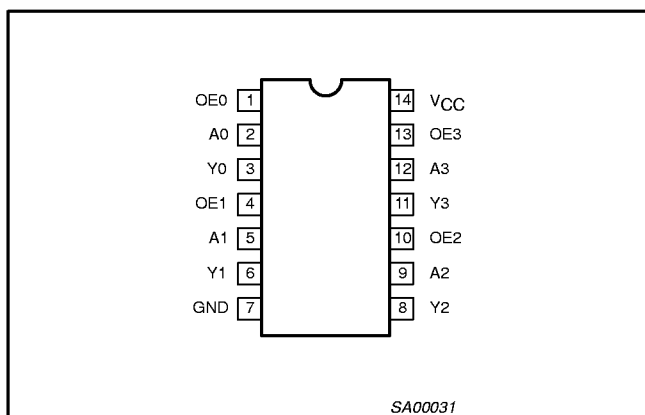 OE0 1 14 VCC
A0 2 13 OE3
Y0 3 12 A3
OE1 4 11 Y3
A1 5 10 OE2
Y1 6 9 A2
GND 7 8 Y2
SA00031